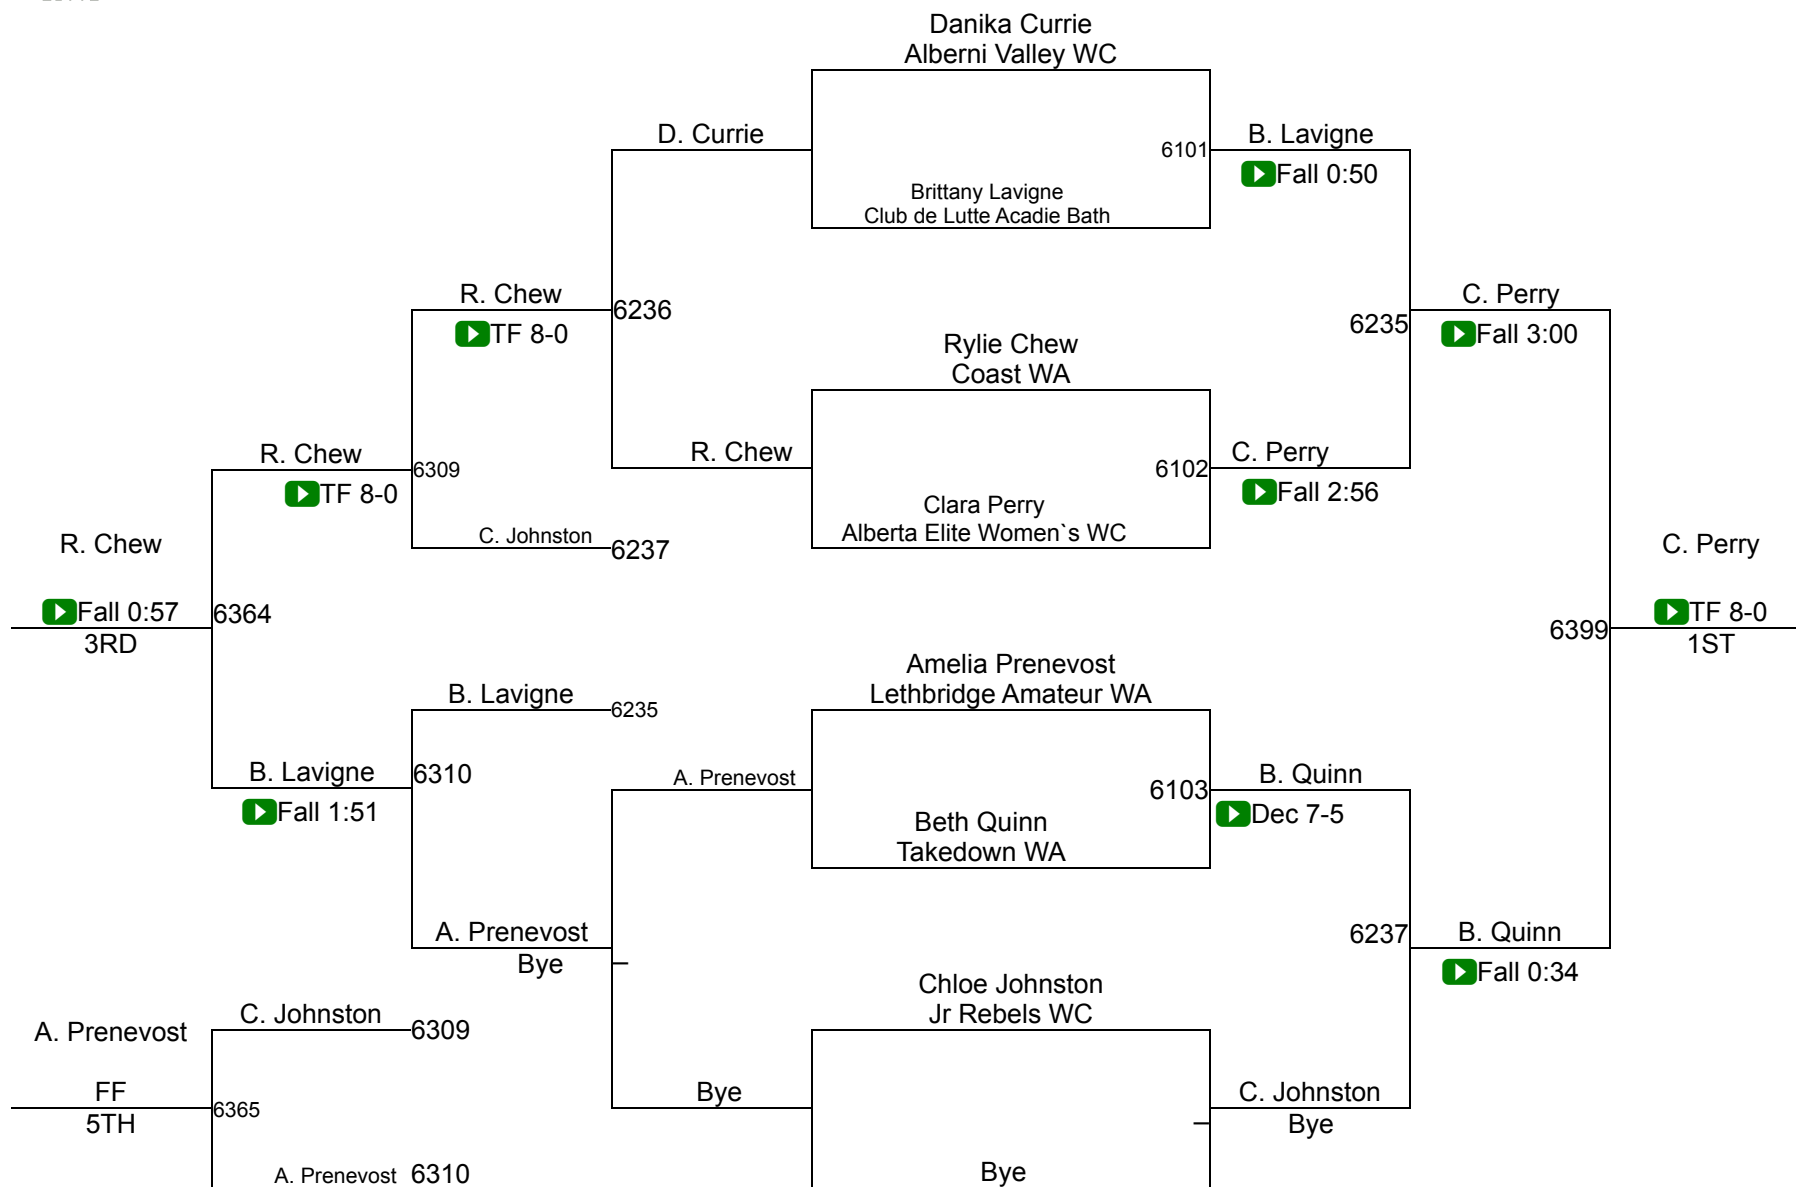 Danika Currie
Alberni Valley WC
D. Currie
6101
B. Lavigne
Fall 0:50
Brittany Lavigne
Club de Lutte Acadie Bath
R. Chew
TF 8-0
6236
6235
C. Perry
Fall 3:00
Rylie Chew
Coast WA
R. Chew
TF 8-0
6309
R. Chew
6102
C. Perry
Fall 2:56
Clara Perry
Alberta Elite Women`s WC
C. Johnston
6237
R. Chew
Fall 0:57
3RD
6364
C. Perry
TF 8-0
1ST
6399
Amelia Prenevost
Lethbridge Amateur WA
B. Lavigne
6235
B. Lavigne
Fall 1:51
6310
A. Prenevost
6103
B. Quinn
Dec 7-5
Beth Quinn
Takedown WA
A. Prenevost
Bye
6237
B. Quinn
Fall 0:34
Chloe Johnston
Jr Rebels WC
A. Prenevost
FF
5TH
C. Johnston
6309
6365
Bye
C. Johnston
Bye
A. Prenevost
6310
Bye